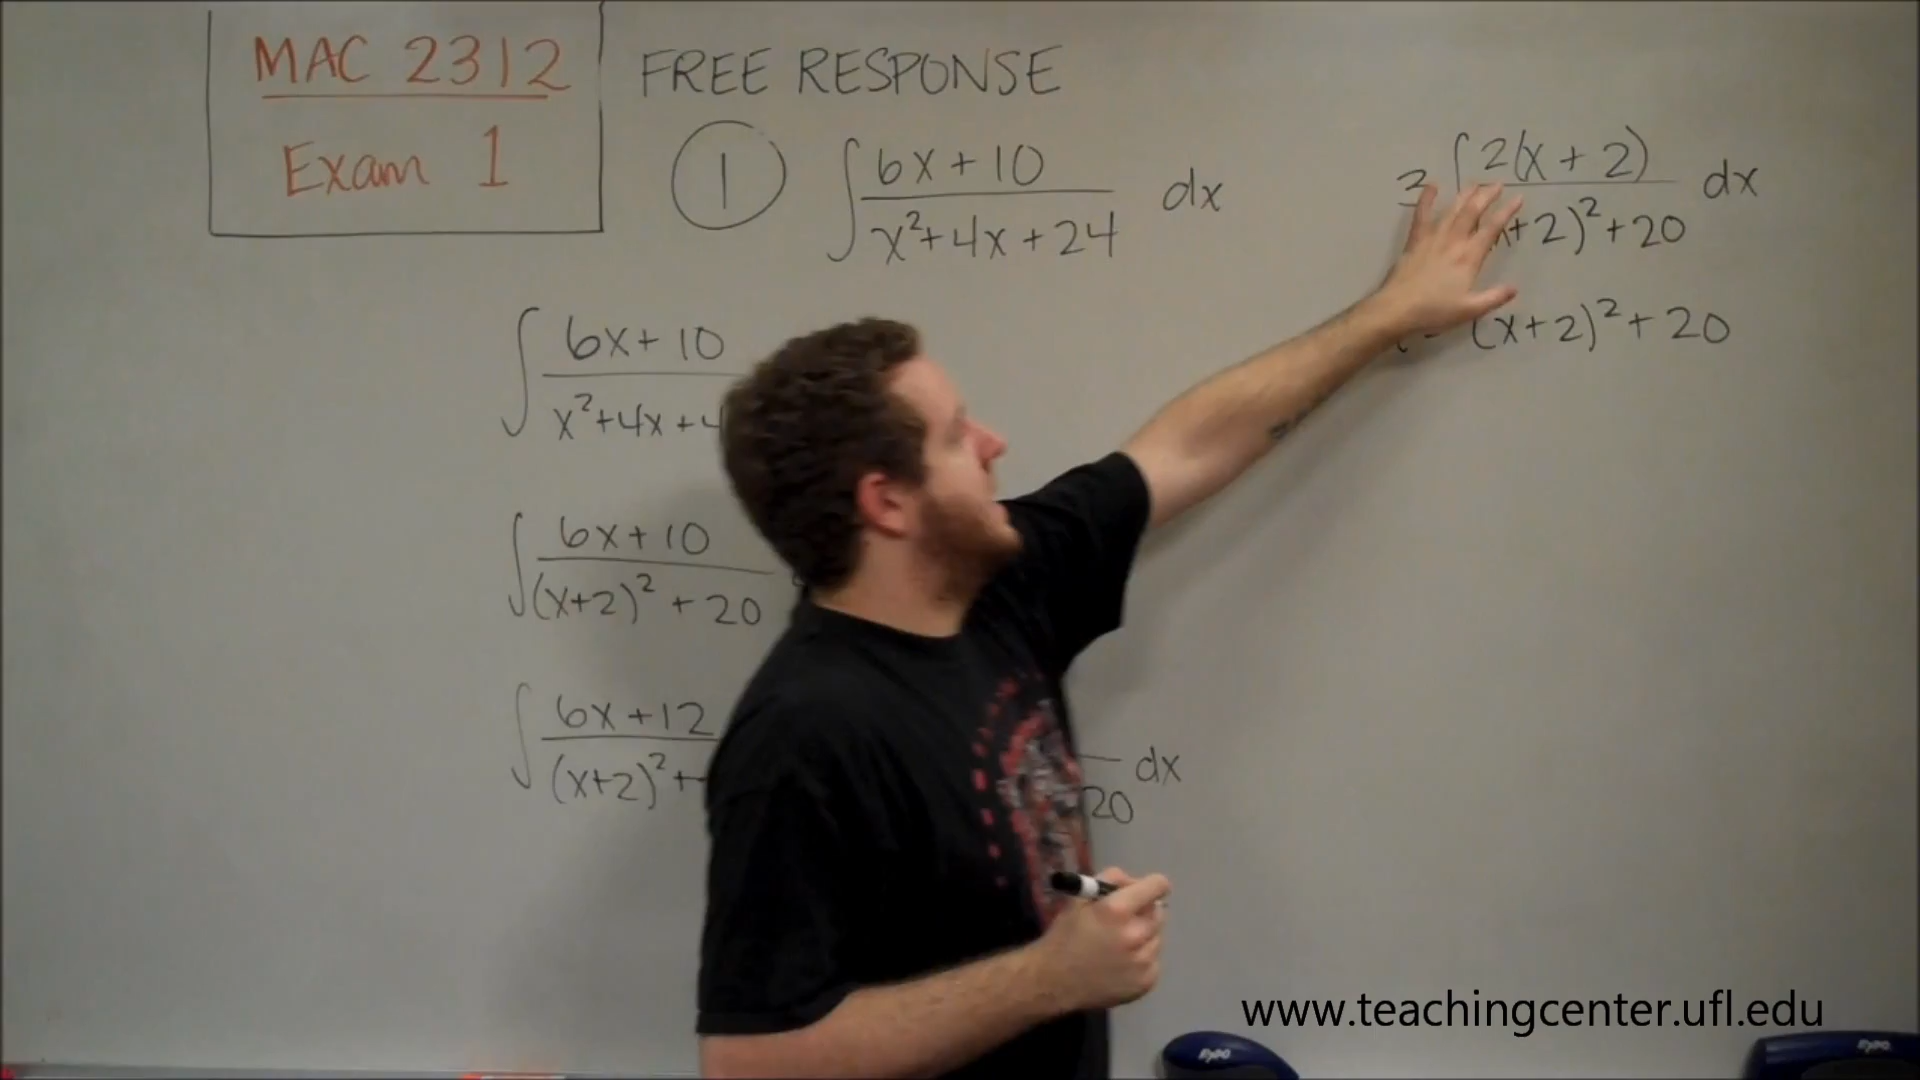 MAC 2312
Exam 1
FREE RESPONSE
1
∫ 6x+10
x²+4x+24 dx
∫ 6x+10
x²+4x+4
∫ 6x+10
(x+2)² + 20
∫ 6x+12
(x+2)²+
20 dx
3 ∫ 2(x+2)
(x+2)²+20 dx
(x+2)²+20
www.teachingcenter.ufl.edu
Expo
Expo